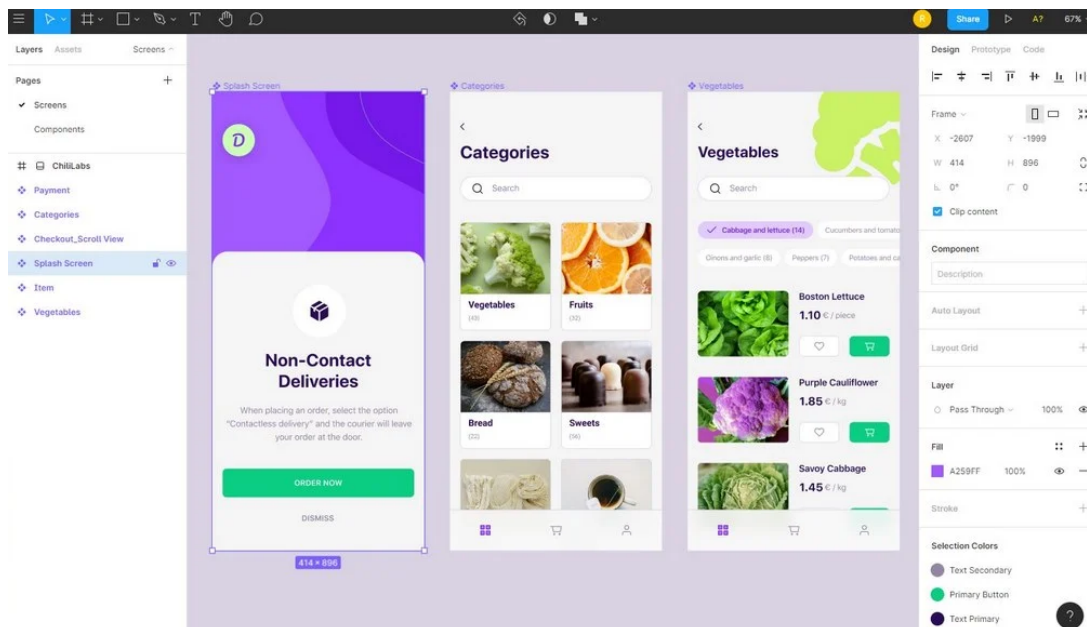 R
Share
A?
67%
Layers
Assets
Screens
Pages
Screens
Components
ChiliLabs
Payment
Categories
Checkout_Scroll View
Splash Screen
Item
Vegetables
Splash Screen
D
Non-Contact
Deliveries
When placing an order, select the option
"Contactless delivery" and the courier will leave
your order at the door.
ORDER NOW
DISMISS
414 × 896
Categories
Categories
Search
Vegetables
(43)
Fruits
(32)
Bread
(22)
Sweets
(56)
Vegetables
Vegetables
Search
Cabbage and lettuce (14)
Cucumbers and tomato
Onions and garlic (8)
Peppers (7)
Potatoes and ca
Boston Lettuce
1.10 € / piece
Purple Cauliflower
1.85 € / kg
Savoy Cabbage
1.45 € / kg
Design
Prototype
Code
Frame
X -2607
Y -1999
W 414
H 896
0°
0
Clip content
Component
Description
Auto Layout
Layout Grid
Layer
Pass Through
100%
Fill
A259FF
100%
Stroke
Selection Colors
Text Secondary
Primary Button
Text Primary
?